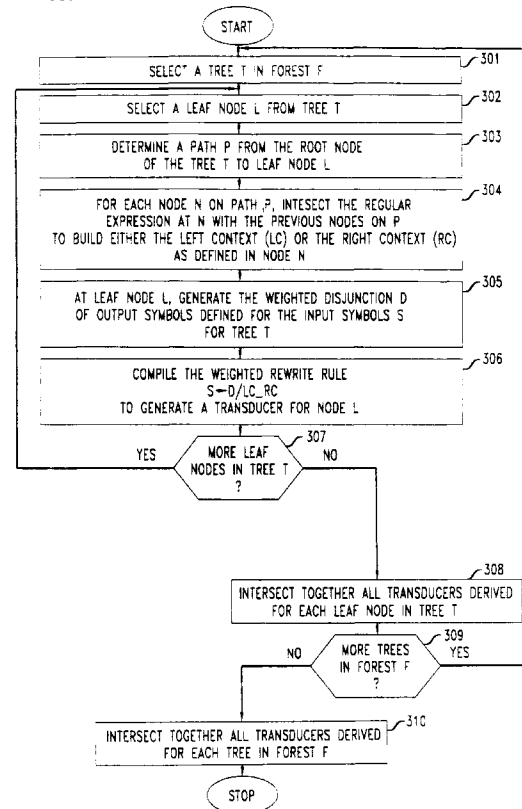 START
301
SELECT A TREE T IN FOREST F
302
SELECT A LEAF NODE L FROM TREE T
303
DETERMINE A PATH P FROM THE ROOT NODE
OF THE TREE T TO LEAF NODE L
304
FOR EACH NODE N ON PATH P, INTESECT THE REGULAR
EXPRESSION AT N WITH THE PREVIOUS NODES ON P
TO BUILD EITHER THE LEFT CONTEXT (LC) OR THE RIGHT CONTEXT (RC)
AS DEFINED IN NODE N
305
AT LEAF NODE L, GENERATE THE WEIGHTED DISJUNCTION D
OF OUTPUT SYMBOLS DEFINED FOR THE INPUT SYMBOLS S
FOR TREE T
306
COMPILE THE WEIGHTED REWRITE RULE
S←D/LC_RC
TO GENERATE A TRANSDUCER FOR NODE L
307
YES
MORE LEAF
NODES IN TREE T
?
NO
308
INTERSECT TOGETHER ALL TRANSDUCERS DERIVED
FOR EACH LEAF NODE IN TREE T
309
NO
MORE TREES
IN FOREST F
?
YES
310
INTERSECT TOGETHER ALL TRANSDUCERS DERIVED
FOR EACH TREE IN FOREST F
STOP